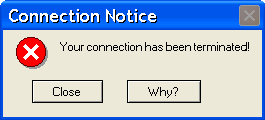 Connection Notice
Your connection has been terminated!
Close
Why?